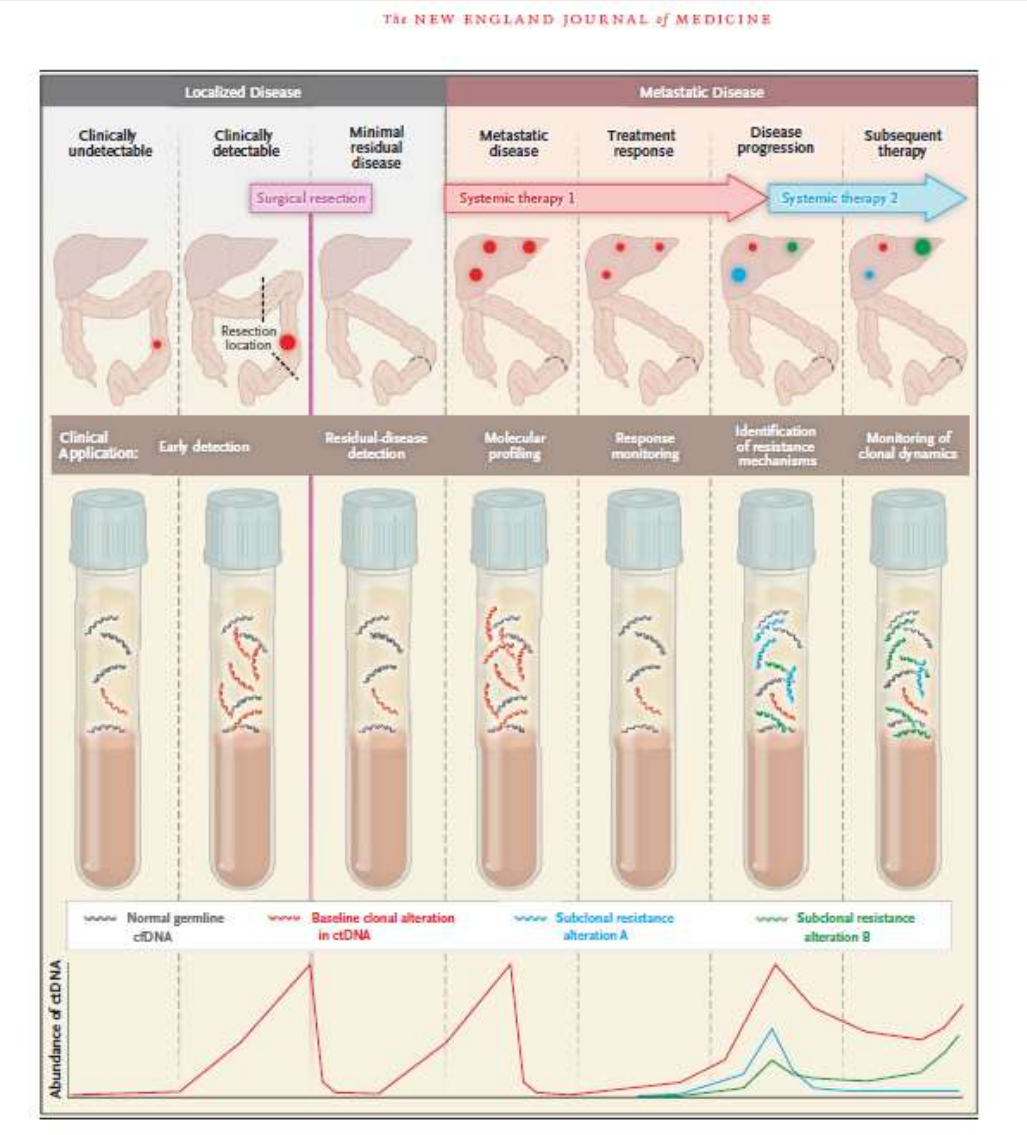 The NEW ENGLAND JOURNAL of MEDICINE
Localized Disease
Metastatic Disease
Clinically
undetectable
Clinically
detectable
Minimal
residual
disease
Metastatic
disease
Treatment
response
Disease
progression
Subsequent
therapy
Surgical resection
Systemic therapy 1
Systemic therapy 2
Resection
location
Clinical
Application:
Early detection
Residual-disease
detection
Molecular
profiling
Response
monitoring
Identification
of resistance
mechanisms
Monitoring of
clonal dynamics
Normal germline
cfDNA
Baseline clonal alteration
in ctDNA
Subclonal resistance
alteration A
Subclonal resistance
alteration B
Abundance of ctDNA